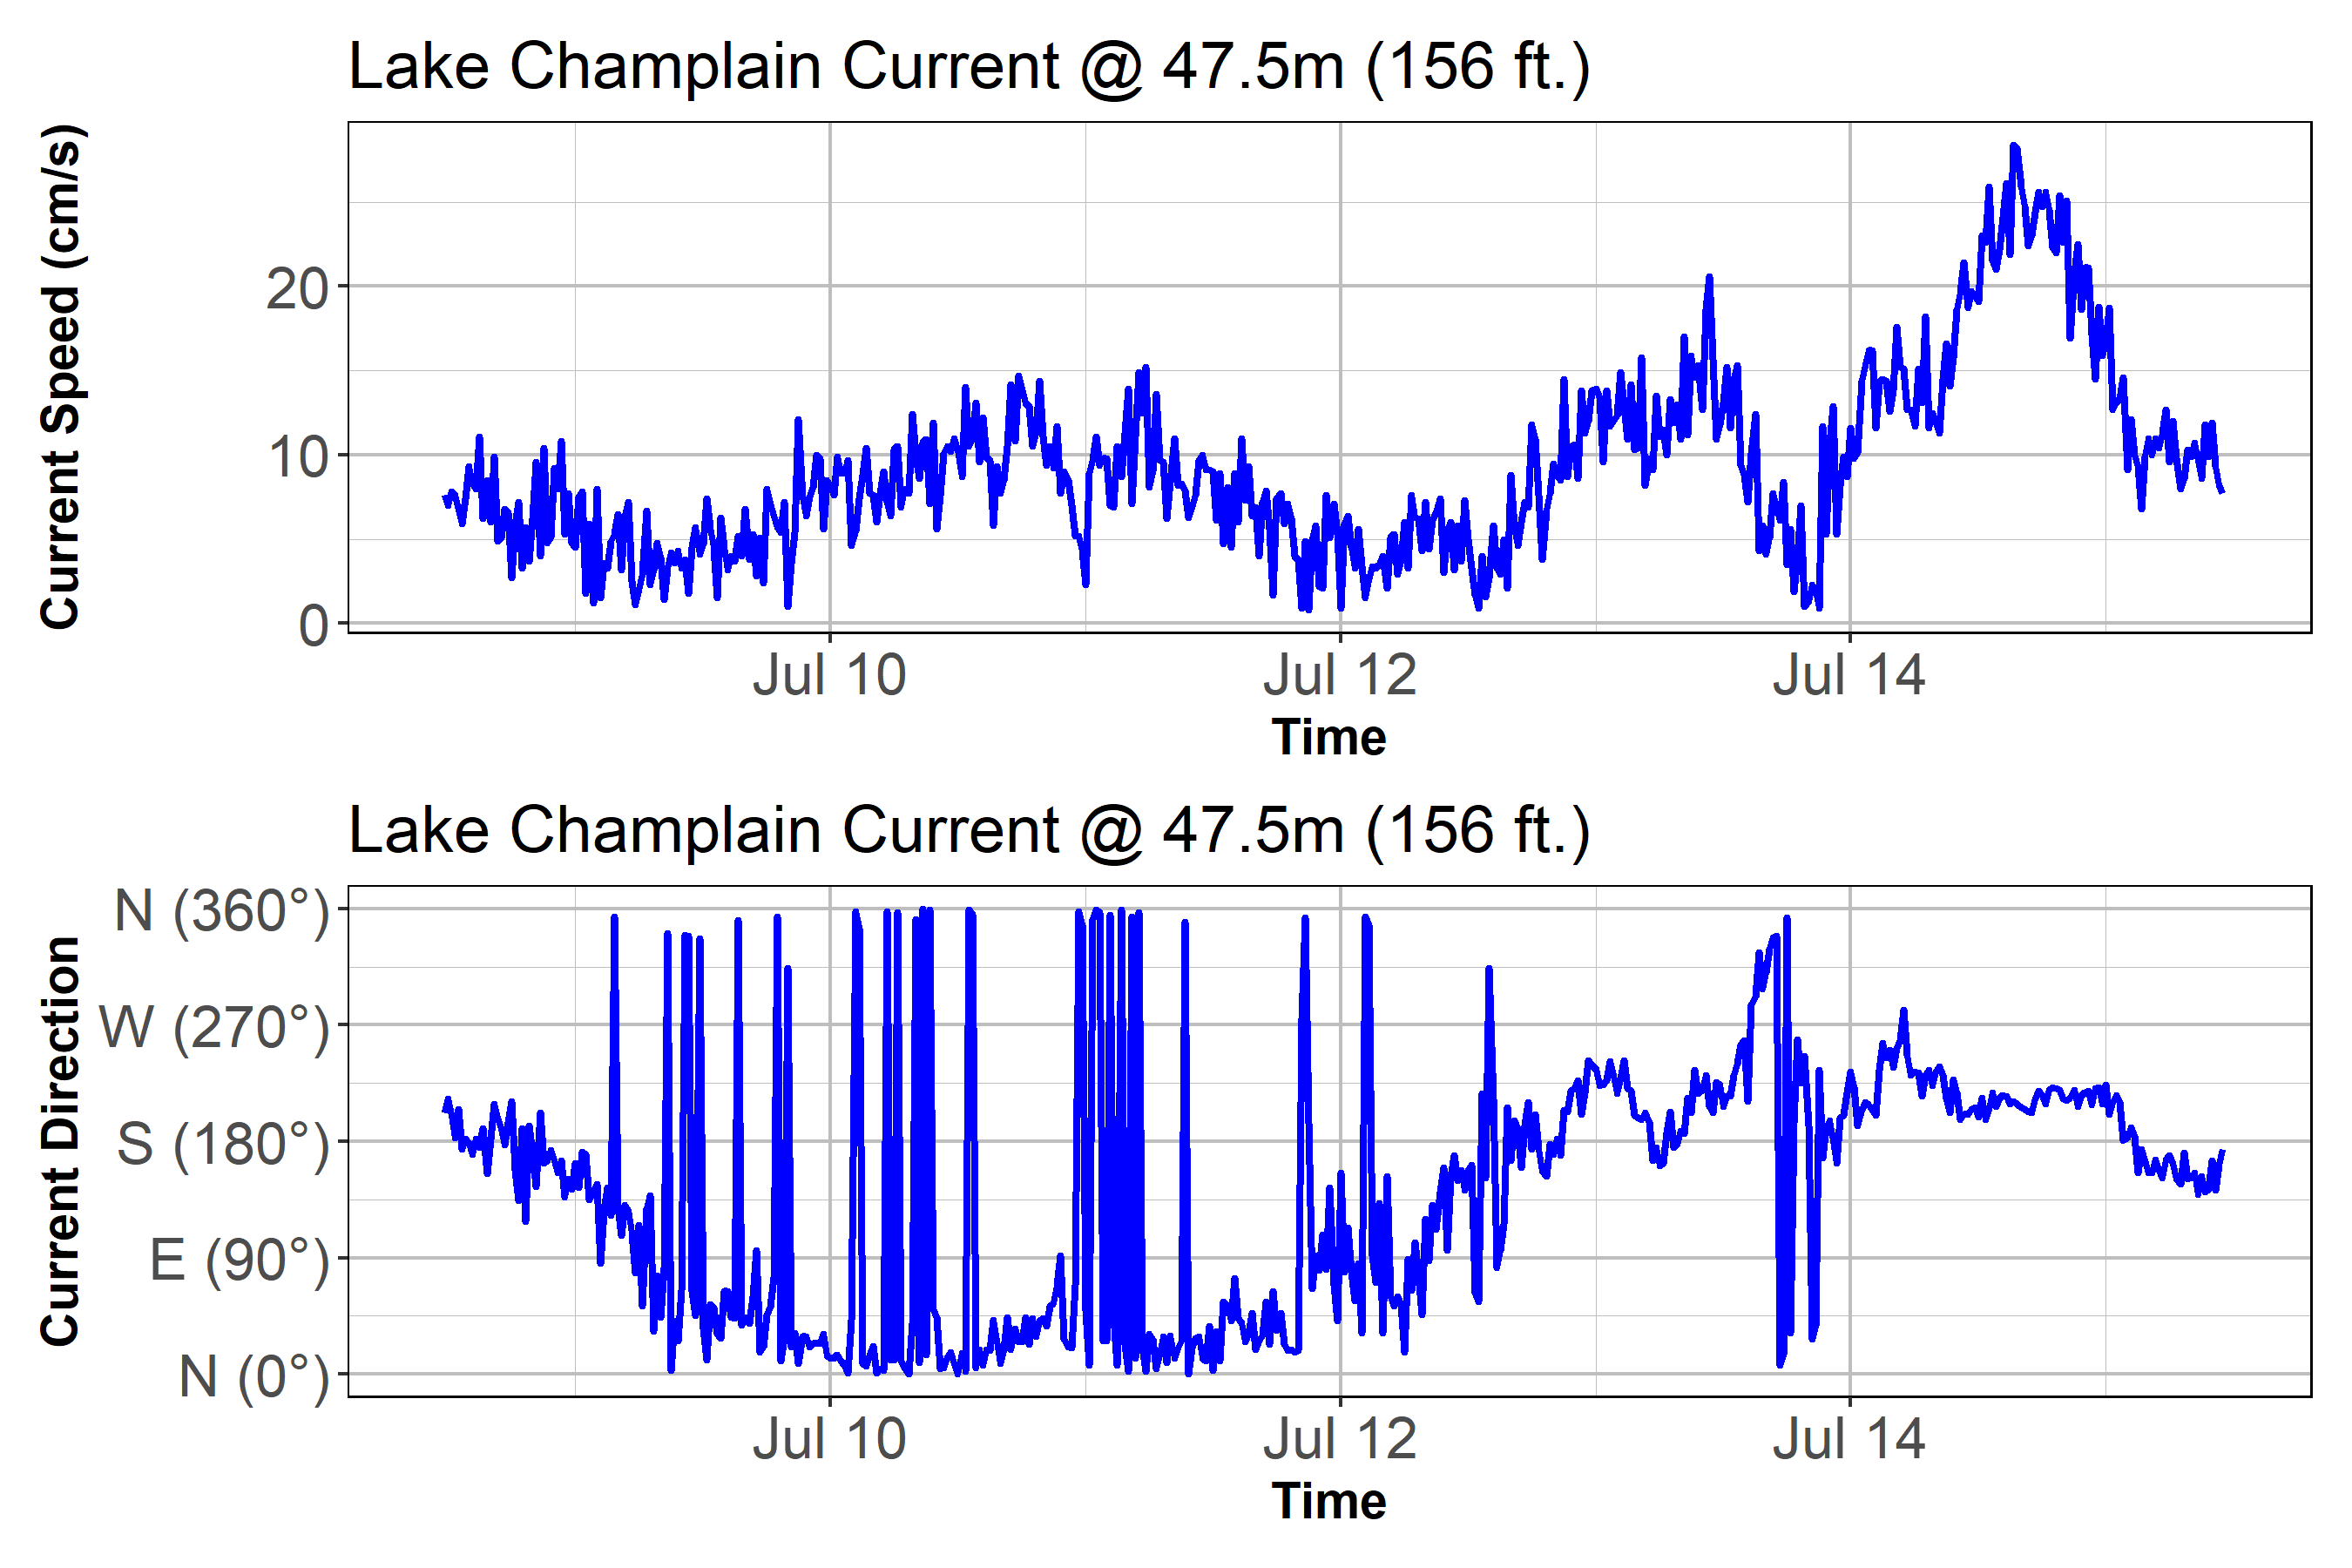 Lake Champlain Current @ 47.5m (156 ft.)
Current Speed (cm/s)
20
10
0
Jul 10 Jul 12 Jul 14
Time
Lake Champlain Current @ 47.5m (156 ft.)
Current Direction
N (360°)
W (270°)
S (180°)
E (90°)
N (0°)
Jul 10 Jul 12 Jul 14
Time